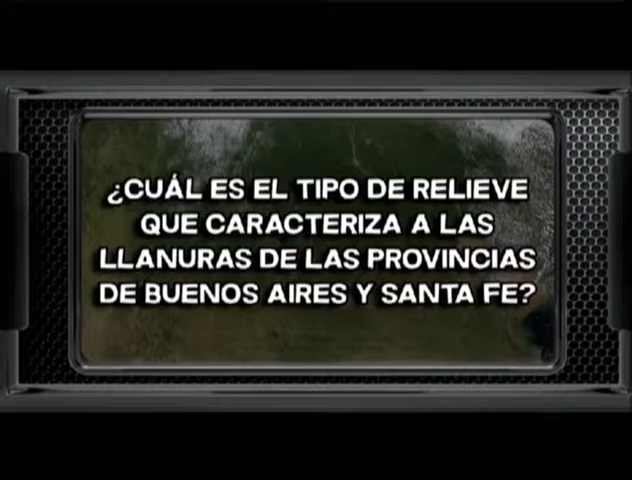 ¿CUÁL ES EL TIPO DE RELIEVE
QUE CARACTERIZA A LAS
LLANURAS DE LAS PROVINCIAS
DE BUENOS AIRES Y SANTA FE?